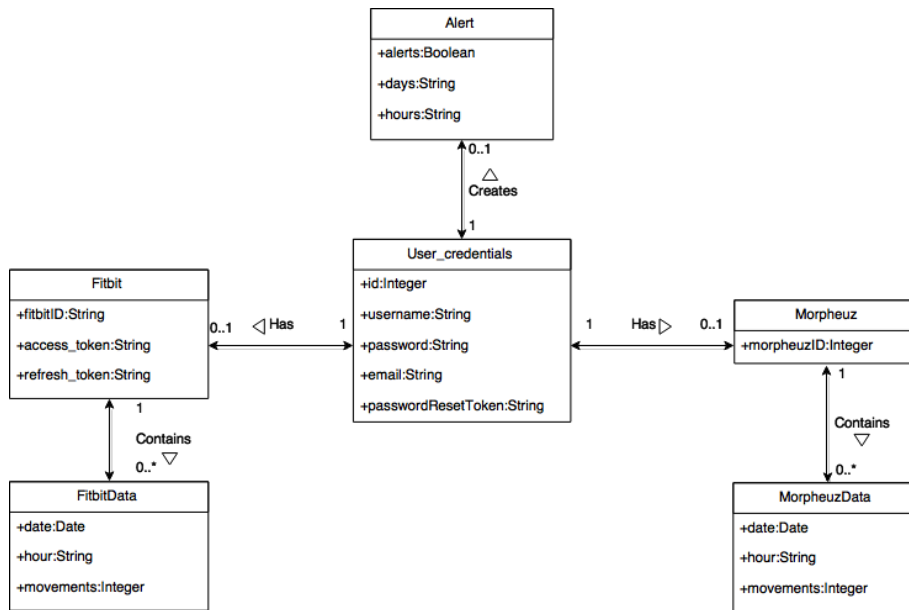 Alert
+alerts:Boolean
+days:String
+hours:String
0..1
Creates
1
User_credentials
+id:Integer
+username:String
+password:String
+email:String
+passwordResetToken:String
Fitbit
+fitbitID:String
+access_token:String
+refresh_token:String
0..1
Has
1
1
Has
0..1
Morpheuz
+morpheuzID:Integer
1
Contains
0..*
FitbitData
+date:Date
+hour:String
+movements:Integer
1
Contains
0..*
MorpheuzData
+date:Date
+hour:String
+movements:Integer